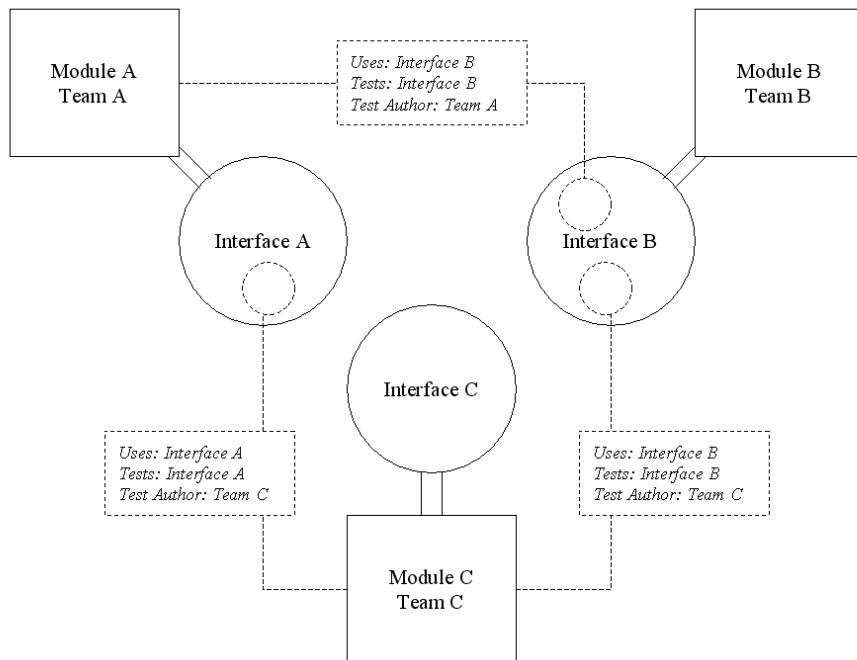 Module A
Team A
Uses: Interface B
Tests: Interface B
Test Author: Team A
Module B
Team B
Interface A
Interface B
Interface C
Uses: Interface A
Tests: Interface A
Test Author: Team C
Uses: Interface B
Tests: Interface B
Test Author: Team C
Module C
Team C